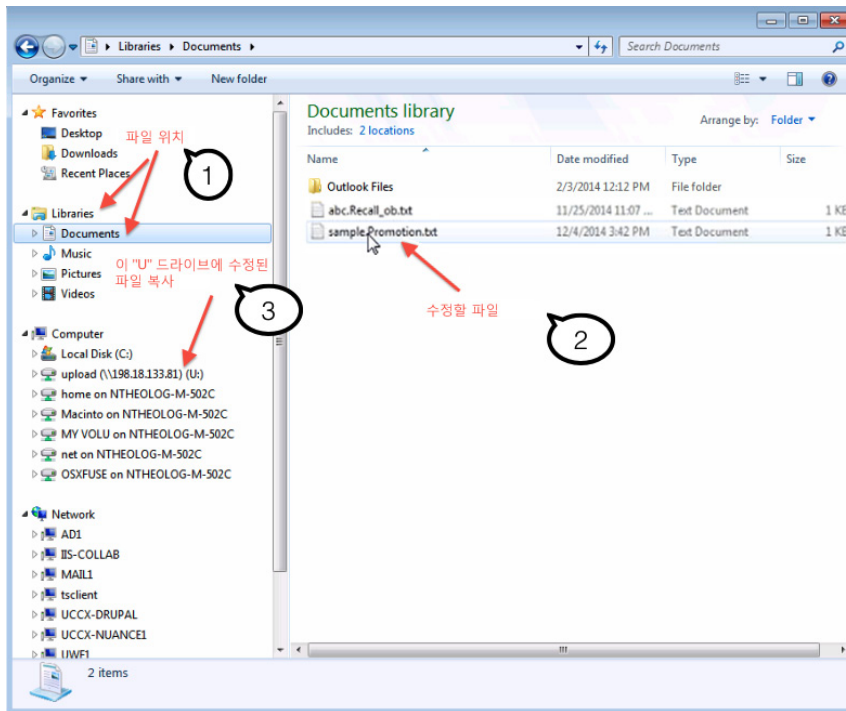 Libraries ▸ Documents ▸
Search Documents
Organize ▾ Share with ▾ New folder
Favorites
Desktop
Downloads
Recent Places
파일 위치
1
Libraries
Documents
Music
Pictures
Videos
이 "U" 드라이브에 수정된
파일 복사
3
Computer
Local Disk (C:)
upload (\\198.18.133.81) (U:)
home on NTHEOLOG-M-502C
Macinto on NTHEOLOG-M-502C
MY VOLU on NTHEOLOG-M-502C
net on NTHEOLOG-M-502C
OSXFUSE on NTHEOLOG-M-502C
Network
AD1
IIS-COLLAB
MAIL1
tsclient
UCCX-DRUPAL
UCCX-NUANCE1
UWF1
Documents library
Includes: 2 locations
Arrange by: Folder ▾
Name Date modified Type Size
Outlook Files 2/3/2014 12:12 PM File folder
abc.Recall_ob.txt 11/25/2014 11:07 ... Text Document 1 KB
sample.Promotion.txt 12/4/2014 3:42 PM Text Document 1 KB
수정할 파일
2
2 items